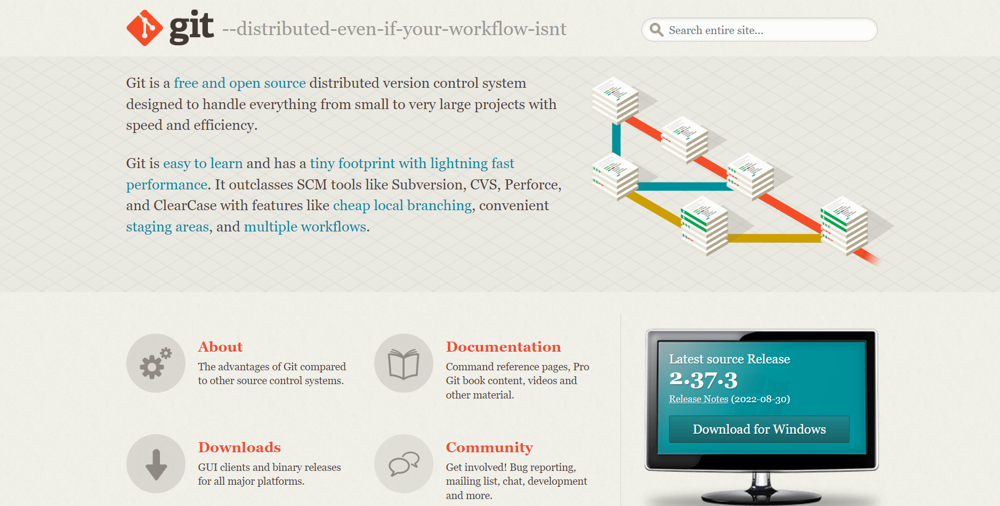 git --distributed-even-if-your-workflow-isnt
Search entire site...
Git is a free and open source distributed version control system
designed to handle everything from small to very large projects with
speed and efficiency.
Git is easy to learn and has a tiny footprint with lightning fast
performance. It outclasses SCM tools like Subversion, CVS, Perforce,
and ClearCase with features like cheap local branching, convenient
staging areas, and multiple workflows.
About
The advantages of Git compared
to other source control systems.
Documentation
Command reference pages, Pro
Git book content, videos and
other material.
Downloads
GUI clients and binary releases
for all major platforms.
Community
Get involved! Bug reporting,
mailing list, chat, development
and more.
Latest source Release
2.37.3
Release Notes (2022-08-30)
Download for Windows